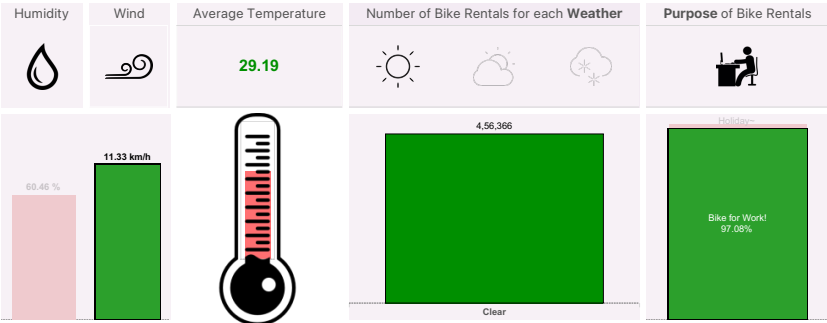 Humidity
Wind
Average Temperature
Number of Bike Rentals for each Weather
Purpose of Bike Rentals
29.19
60.46 %
11.33 km/h
4,56,366
Clear
Holiday~
Bike for Work!
97.08%